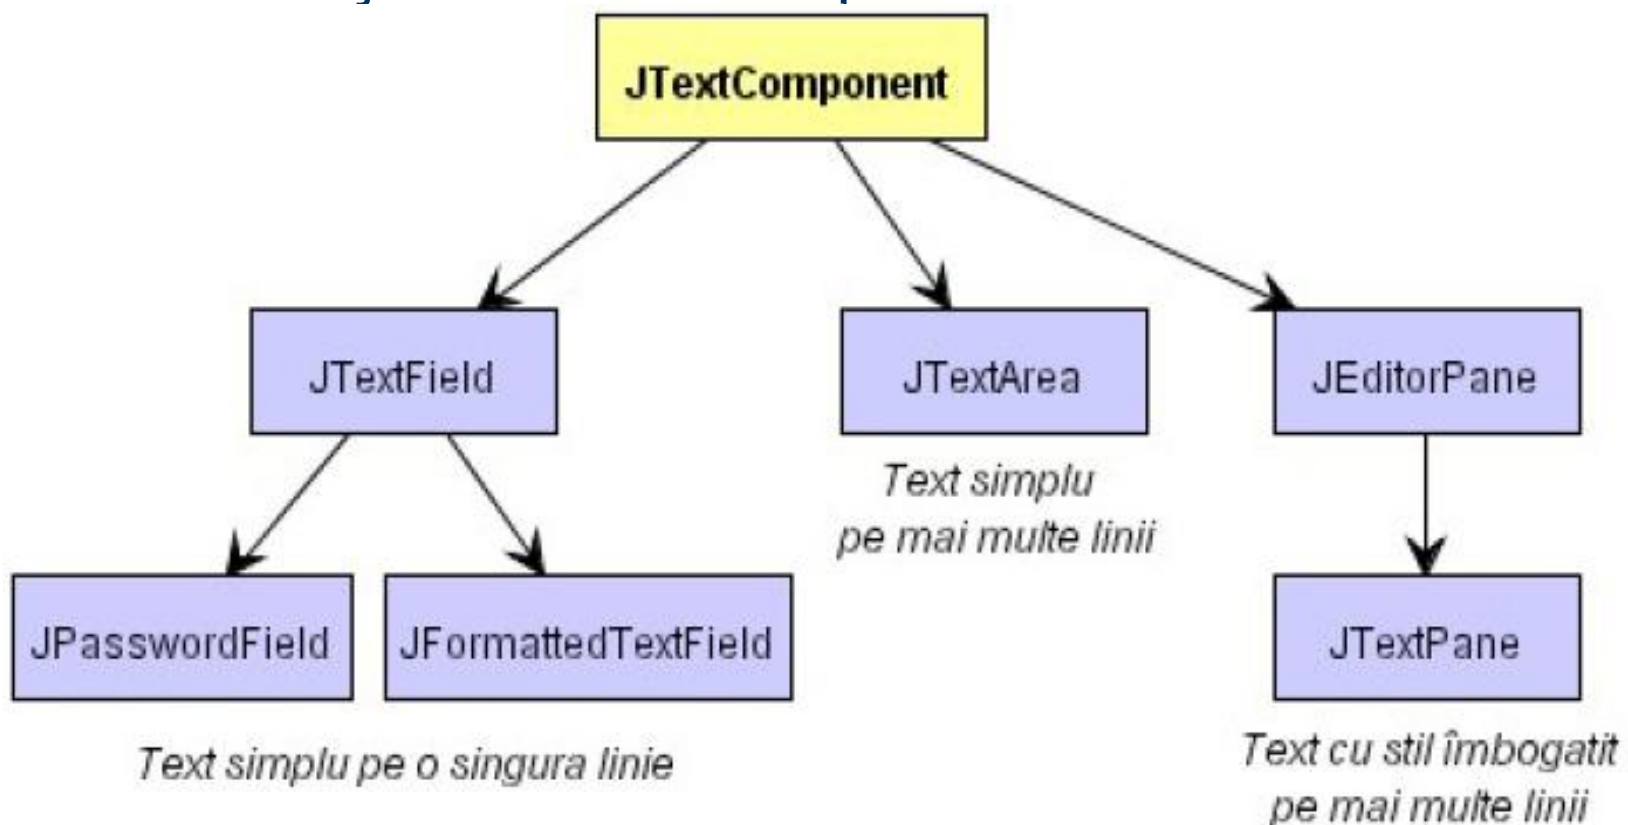 JTextComponent
JTextField
JTextArea
JEditorPane
Text simplu
pe mai multe linii
JPasswordField
JFormattedTextField
JTextPane
Text simplu pe o singura linie
Text cu stil îmbogatit
pe mai multe linii